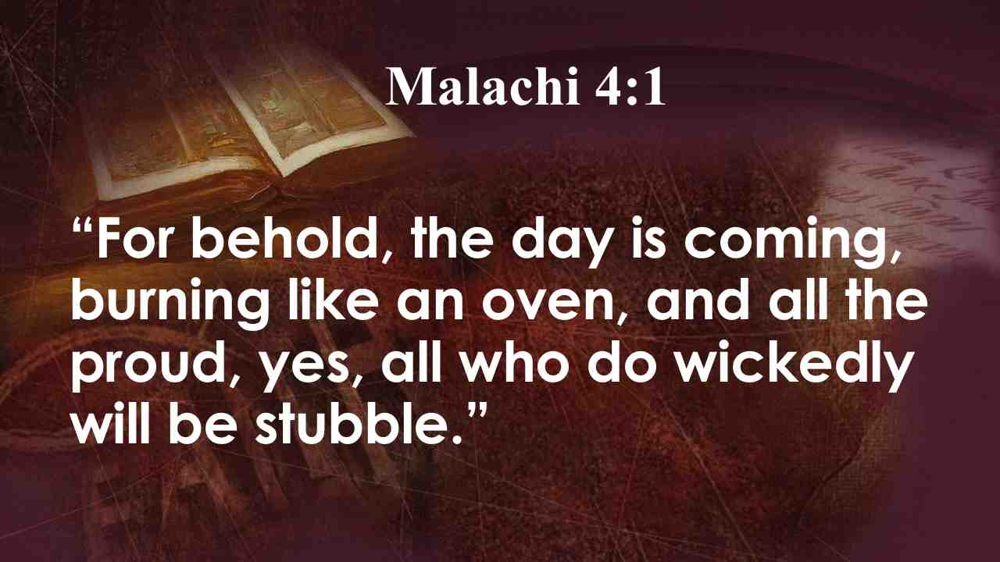 Malachi 4:1
“For behold, the day is coming,
burning like an oven, and all the
proud, yes, all who do wickedly
will be stubble.”